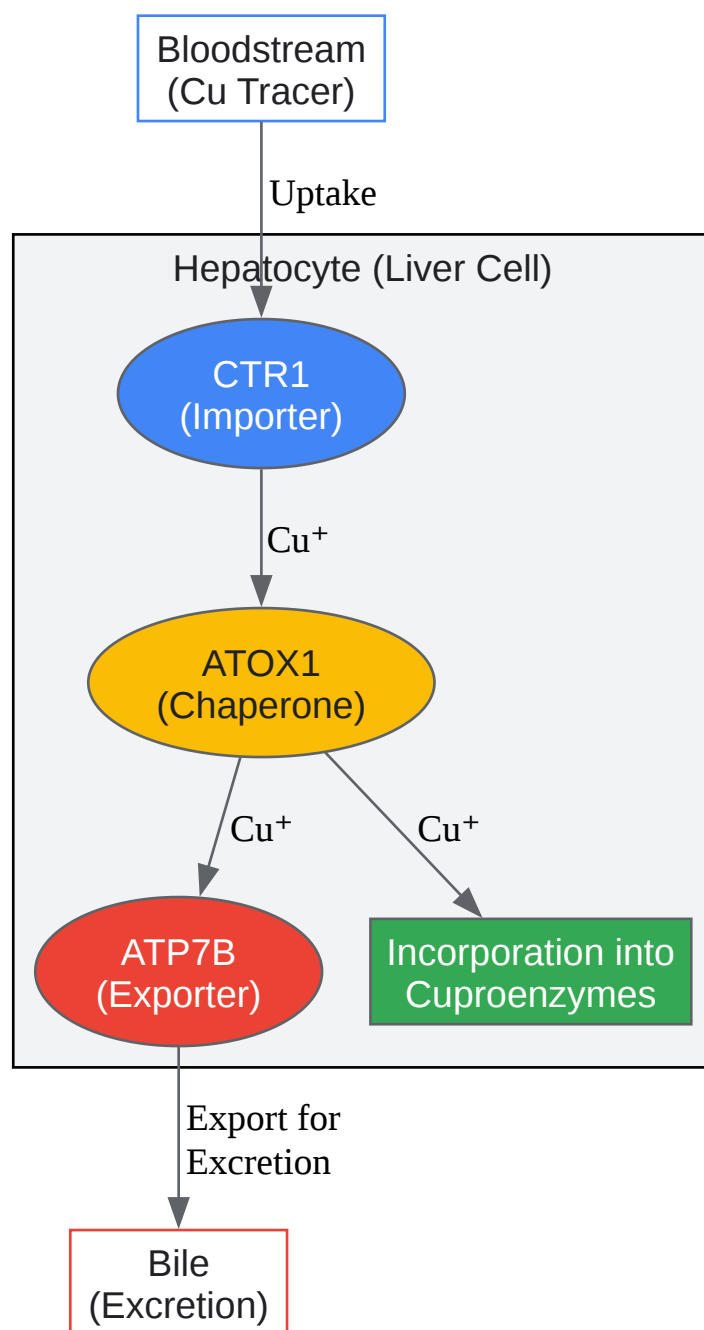 Bloodstream
(Cu Tracer)
Uptake
Hepatocyte (Liver Cell)
CTR1
(Importer)
Cu⁺
ATOX1
(Chaperone)
Cu⁺
Cu⁺
ATP7B
(Exporter)
Incorporation into
Cuproenzymes
Export for
Excretion
Bile
(Excretion)